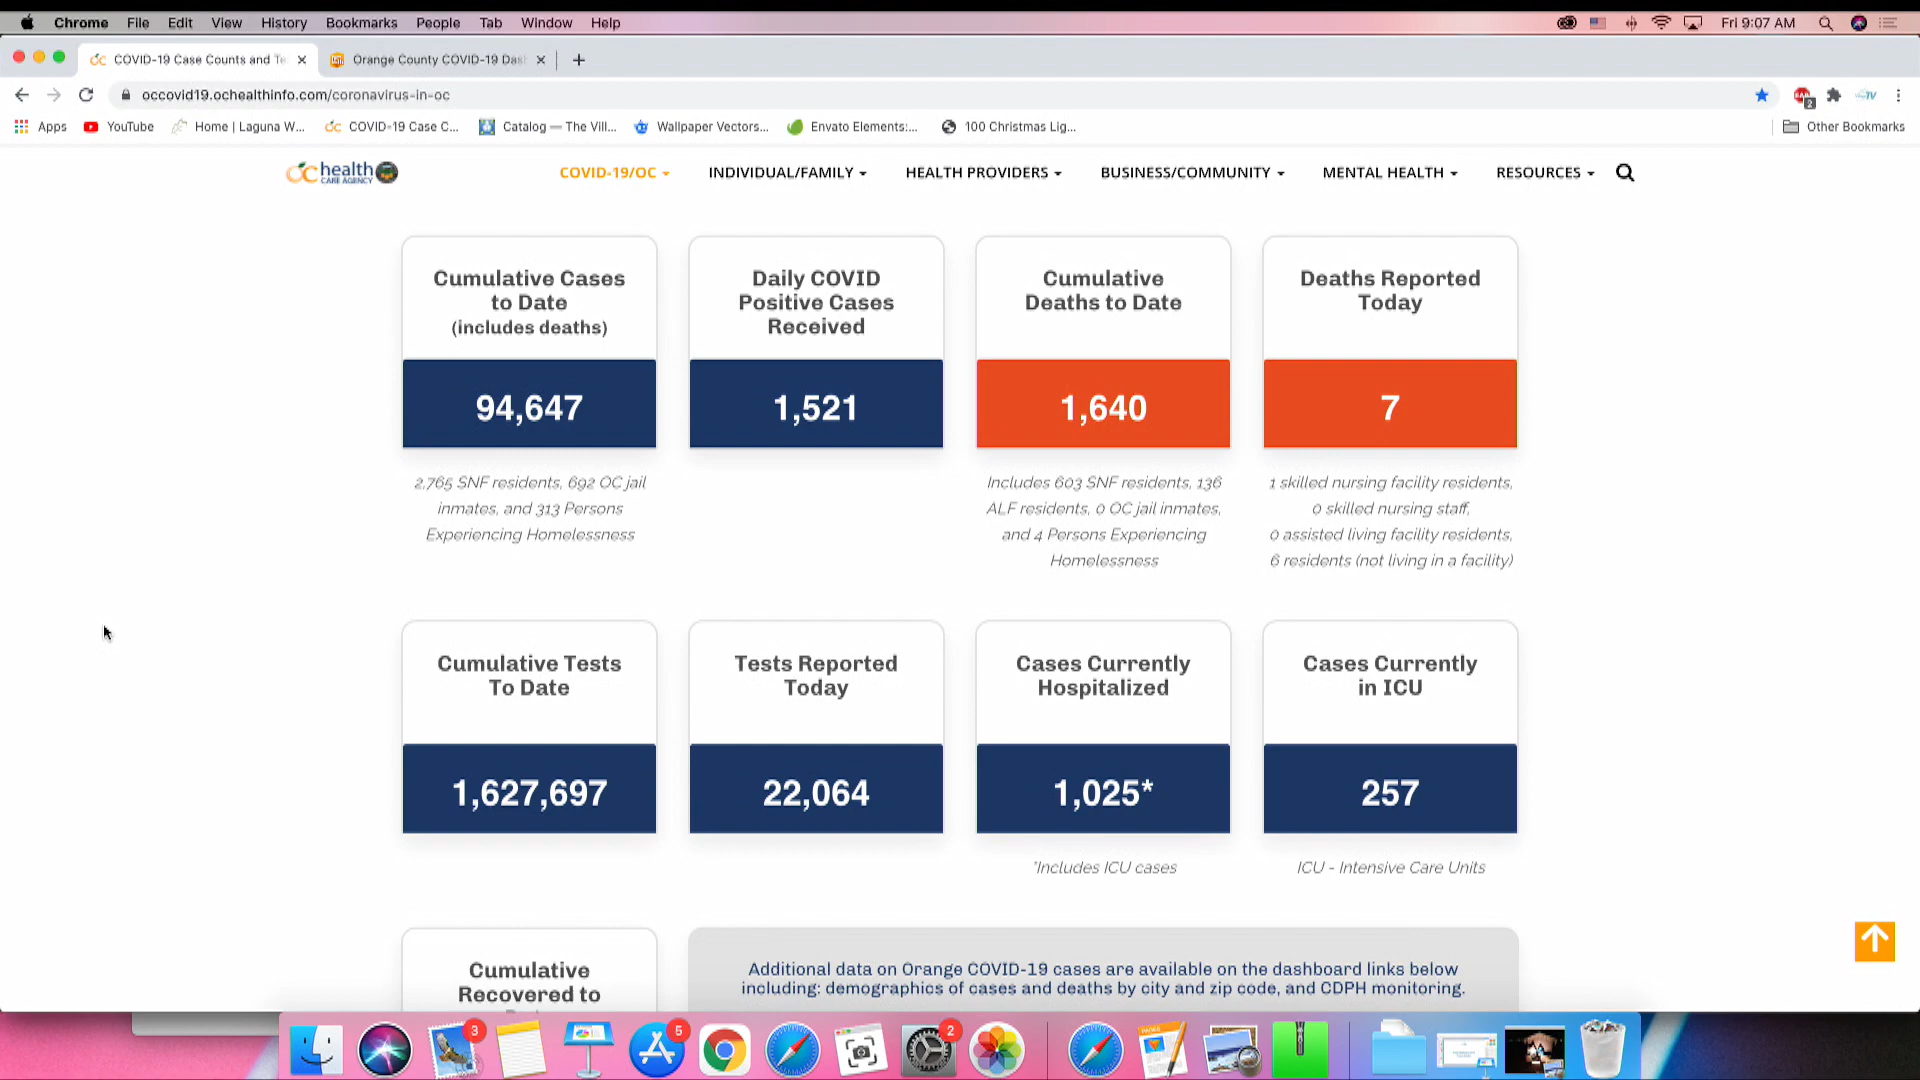 Chrome File Edit View History Bookmarks People Tab Window Help Fri 9:07 AM
COVID-19 Case Counts and Te Orange County COVID-19 Das
occovid19.ochealthinfo.com/coronavirus-in-oc
Apps YouTube Home | Laguna W... COVID-19 Case C... Catalog — The Vill... Wallpaper Vectors... Envato Elements:... 100 Christmas Lig... Other Bookmarks
oc health CARE AGENCY COVID-19/OC INDIVIDUAL/FAMILY HEALTH PROVIDERS BUSINESS/COMMUNITY MENTAL HEALTH RESOURCES
Cumulative Cases
to Date
(includes deaths)
94,647
2,765 SNF residents, 692 OC jail
inmates, and 313 Persons
Experiencing Homelessness
Daily COVID
Positive Cases
Received
1,521
Cumulative
Deaths to Date
1,640
Includes 603 SNF residents, 136
ALF residents, 0 OC jail inmates,
and 4 Persons Experiencing
Homelessness
Deaths Reported
Today
7
1 skilled nursing facility residents,
0 skilled nursing staff,
0 assisted living facility residents,
6 residents (not living in a facility)
Cumulative Tests
To Date
1,627,697
Tests Reported
Today
22,064
Cases Currently
Hospitalized
1,025*
*Includes ICU cases
Cases Currently
in ICU
257
ICU - Intensive Care Units
Cumulative
Recovered to
Additional data on Orange COVID-19 cases are available on the dashboard links below
including: demographics of cases and deaths by city and zip code, and CDPH monitoring.
3 5 2